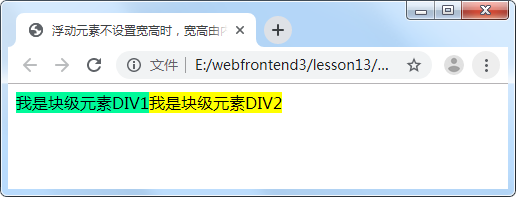 浮动元素不设置宽高时，宽高由内
文件
E:/webfrontend3/lesson13/...
我是块级元素DIV1我是块级元素DIV2